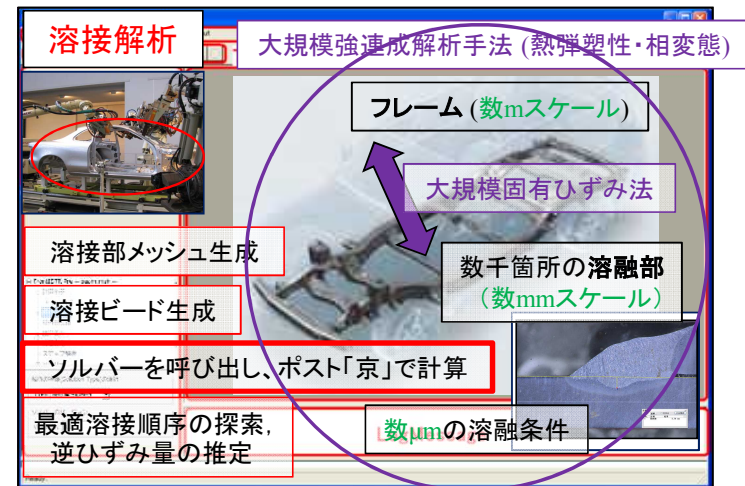 溶接解析
大規模強連成解析手法 (熱弾塑性・相変態)
フレーム (数mスケール)
大規模固有ひずみ法
溶接部メッシュ生成
数千箇所の溶融部
（数mmスケール）
溶接ビード生成
ソルバーを呼び出し、ポスト「京」で計算
最適溶接順序の探索,
逆ひずみ量の推定
数μmの溶融条件
Ready